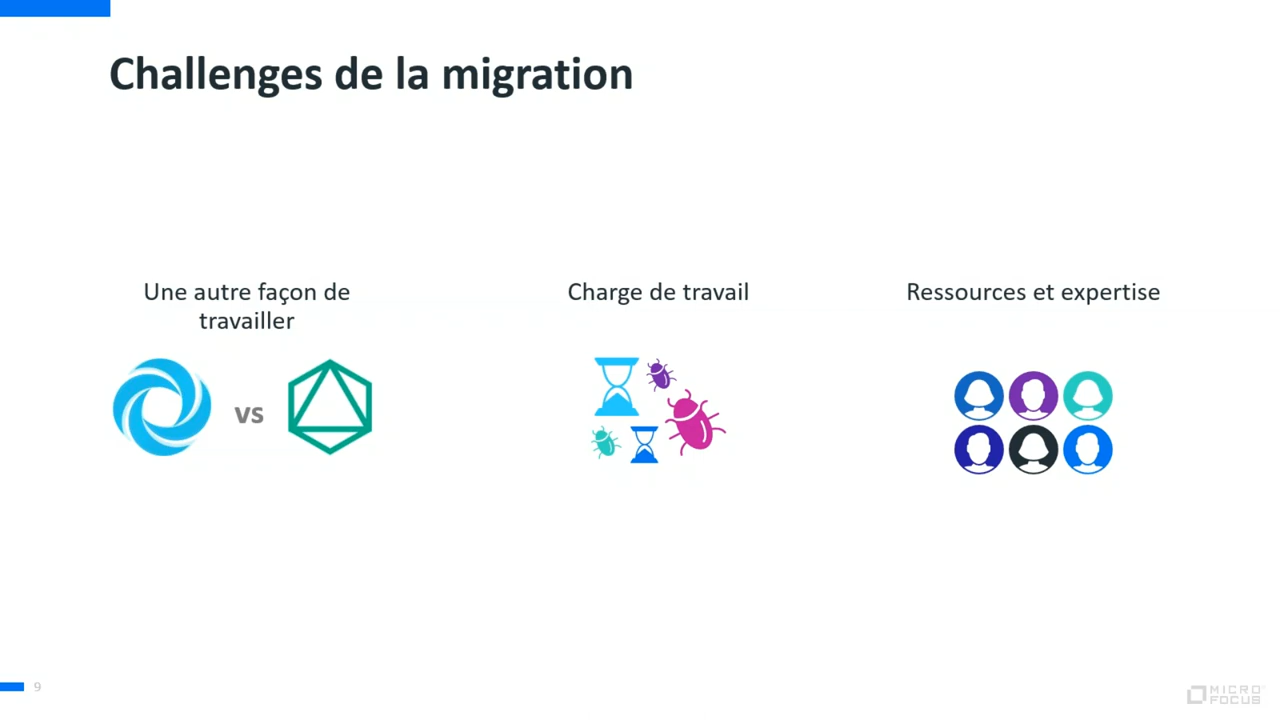 Challenges de la migration
Une autre façon de
travailler
vs
Charge de travail
Ressources et expertise
9
MICRO
FOCUS